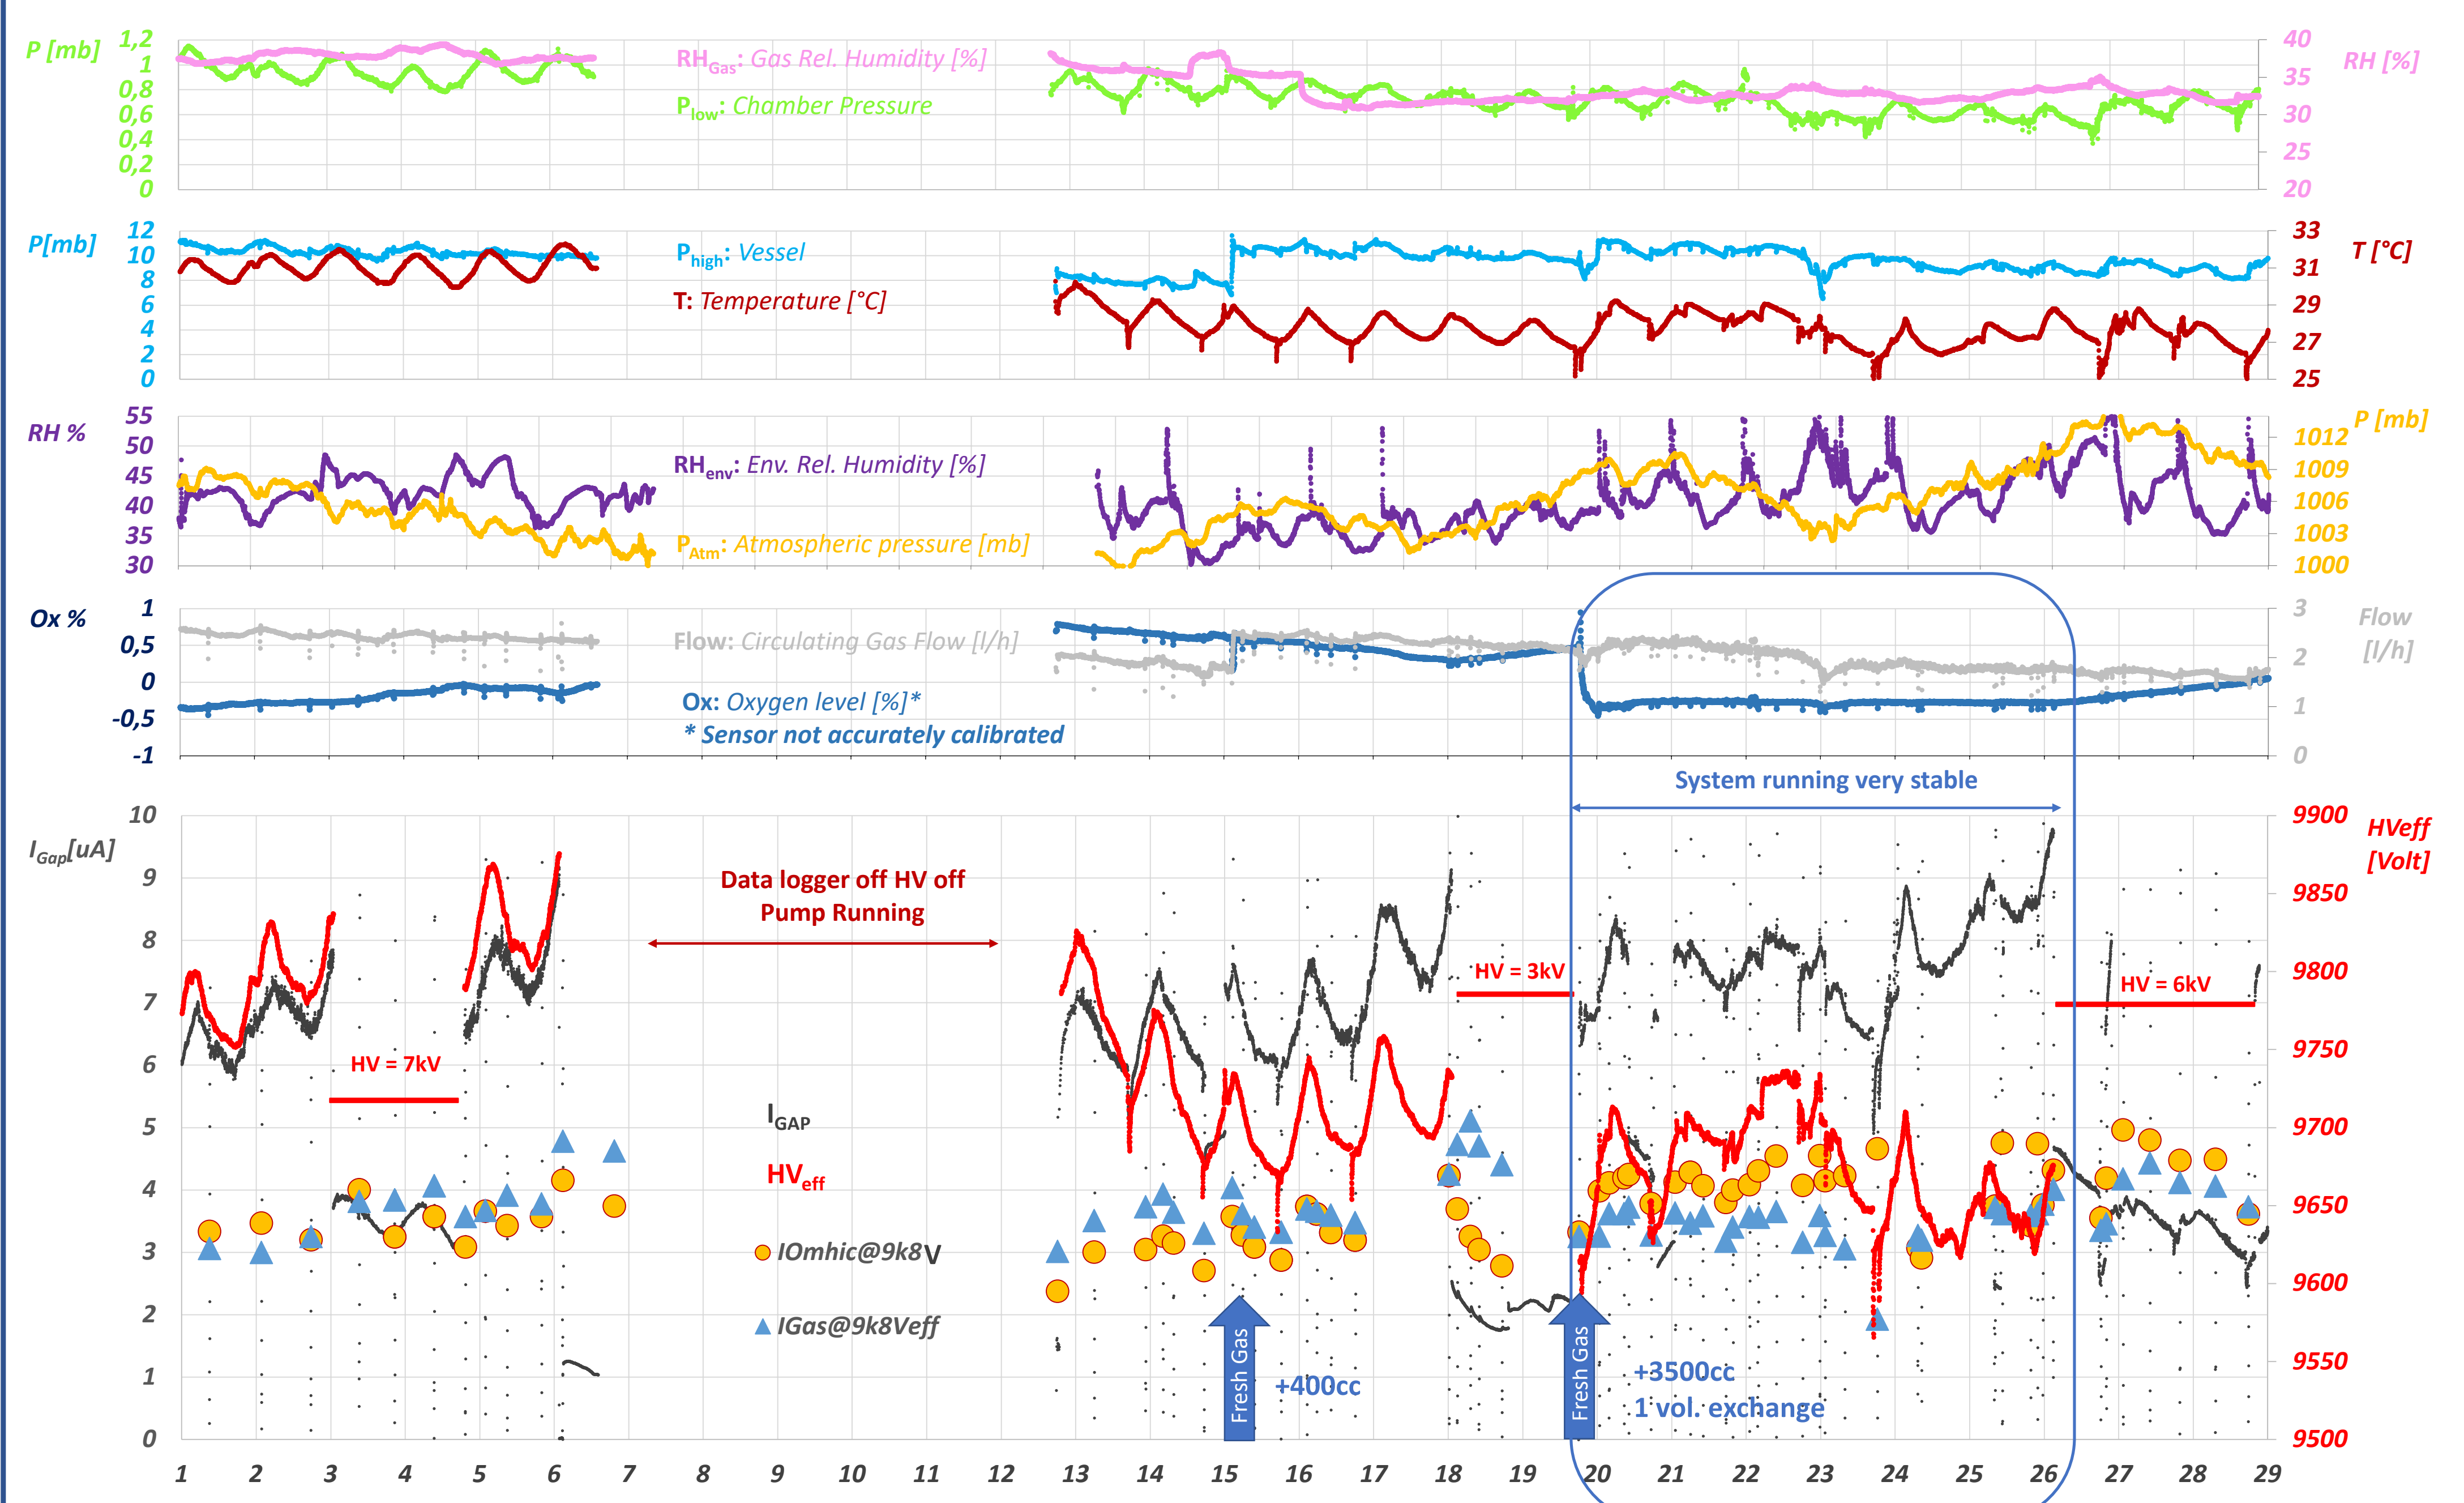 P [mb]
1,2
1
0,8
0,6
0,4
0,2
0
RH_Gas: Gas Rel. Humidity [%]
P_low: Chamber Pressure
40
35
30
25
20
RH [%]
P[mb]
12
10
8
6
4
2
0
P_high: Vessel
T: Temperature [°C]
33
31
29
27
25
T [°C]
RH %
55
50
45
40
35
30
RH_env: Env. Rel. Humidity [%]
P_Atm: Atmospheric pressure [mb]
P [mb]
1012
1009
1006
1003
1000
Ox %
1
0,5
0
-0,5
-1
Flow: Circulating Gas Flow [l/h]
Ox: Oxygen level [%]*
* Sensor not accurately calibrated
3
2
1
0
Flow
[l/h]
System running very stable
I_Gap[uA]
10
9
8
7
6
5
4
3
2
1
0
Data logger off HV off
Pump Running
HV = 7kV
HV = 3kV
HV = 6kV
I_GAP
HV_eff
IOmhic@9k8V
IGas@9k8Veff
Fresh Gas
+400cc
Fresh Gas
+3500cc
1 vol. exchange
9900
9850
9800
9750
9700
9650
9600
9550
9500
HVeff
[Volt]
1 2 3 4 5 6 7 8 9 10 11 12 13 14 15 16 17 18 19 20 21 22 23 24 25 26 27 28 29